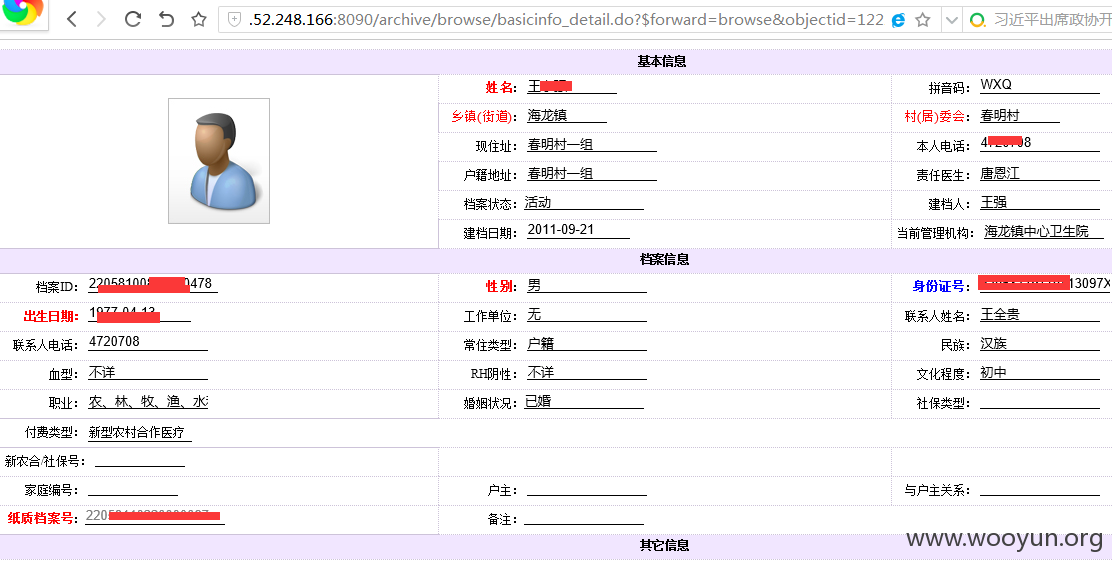 .52.248.166:8090/archive/browse/basicinfo_detail.do?$forward=browse&objectid=122 习近平出席政协开
基本信息
姓名： 王 拼音码： WXQ
乡镇(街道)： 海龙镇 村(居)委会： 春明村
现住址： 春明村一组 本人电话： 4 08
户籍地址： 春明村一组 责任医生： 唐恩江
档案状态： 活动 建档人： 王强
建档日期： 2011-09-21 当前管理机构： 海龙镇中心卫生院
档案信息
档案ID： 22058100 0478 性别： 男 身份证号： 13097X
出生日期： 工作单位： 无 联系人姓名： 王全贵
联系人电话： 4720708 常住类型： 户籍 民族： 汉族
血型： 不详 RH阴性： 不详 文化程度： 初中
职业： 农、林、牧、渔、水 婚姻状况： 已婚 社保类型：
付费类型： 新型农村合作医疗
新农合/社保号：
家庭编号： 户主： 与户主关系：
纸质档案号： 220 备注：
其它信息
www.wooyun.org